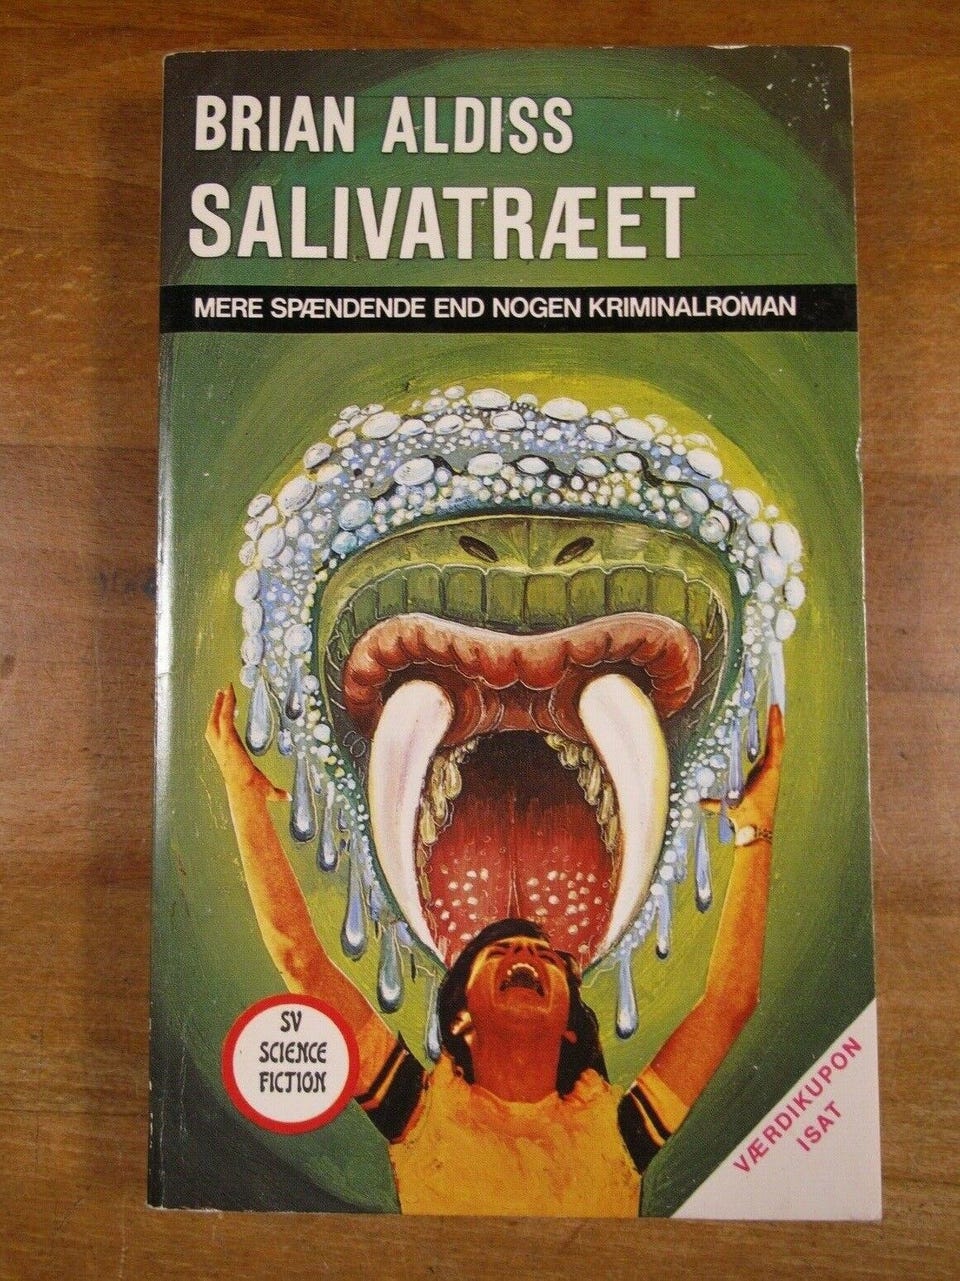 BRIAN ALDISS
SALIVATRÆET
MERE SPÆNDENDE END NOGEN KRIMINALROMAN
SV
SCIENCE
FICTION
VÆRDIKUPON
ISAT